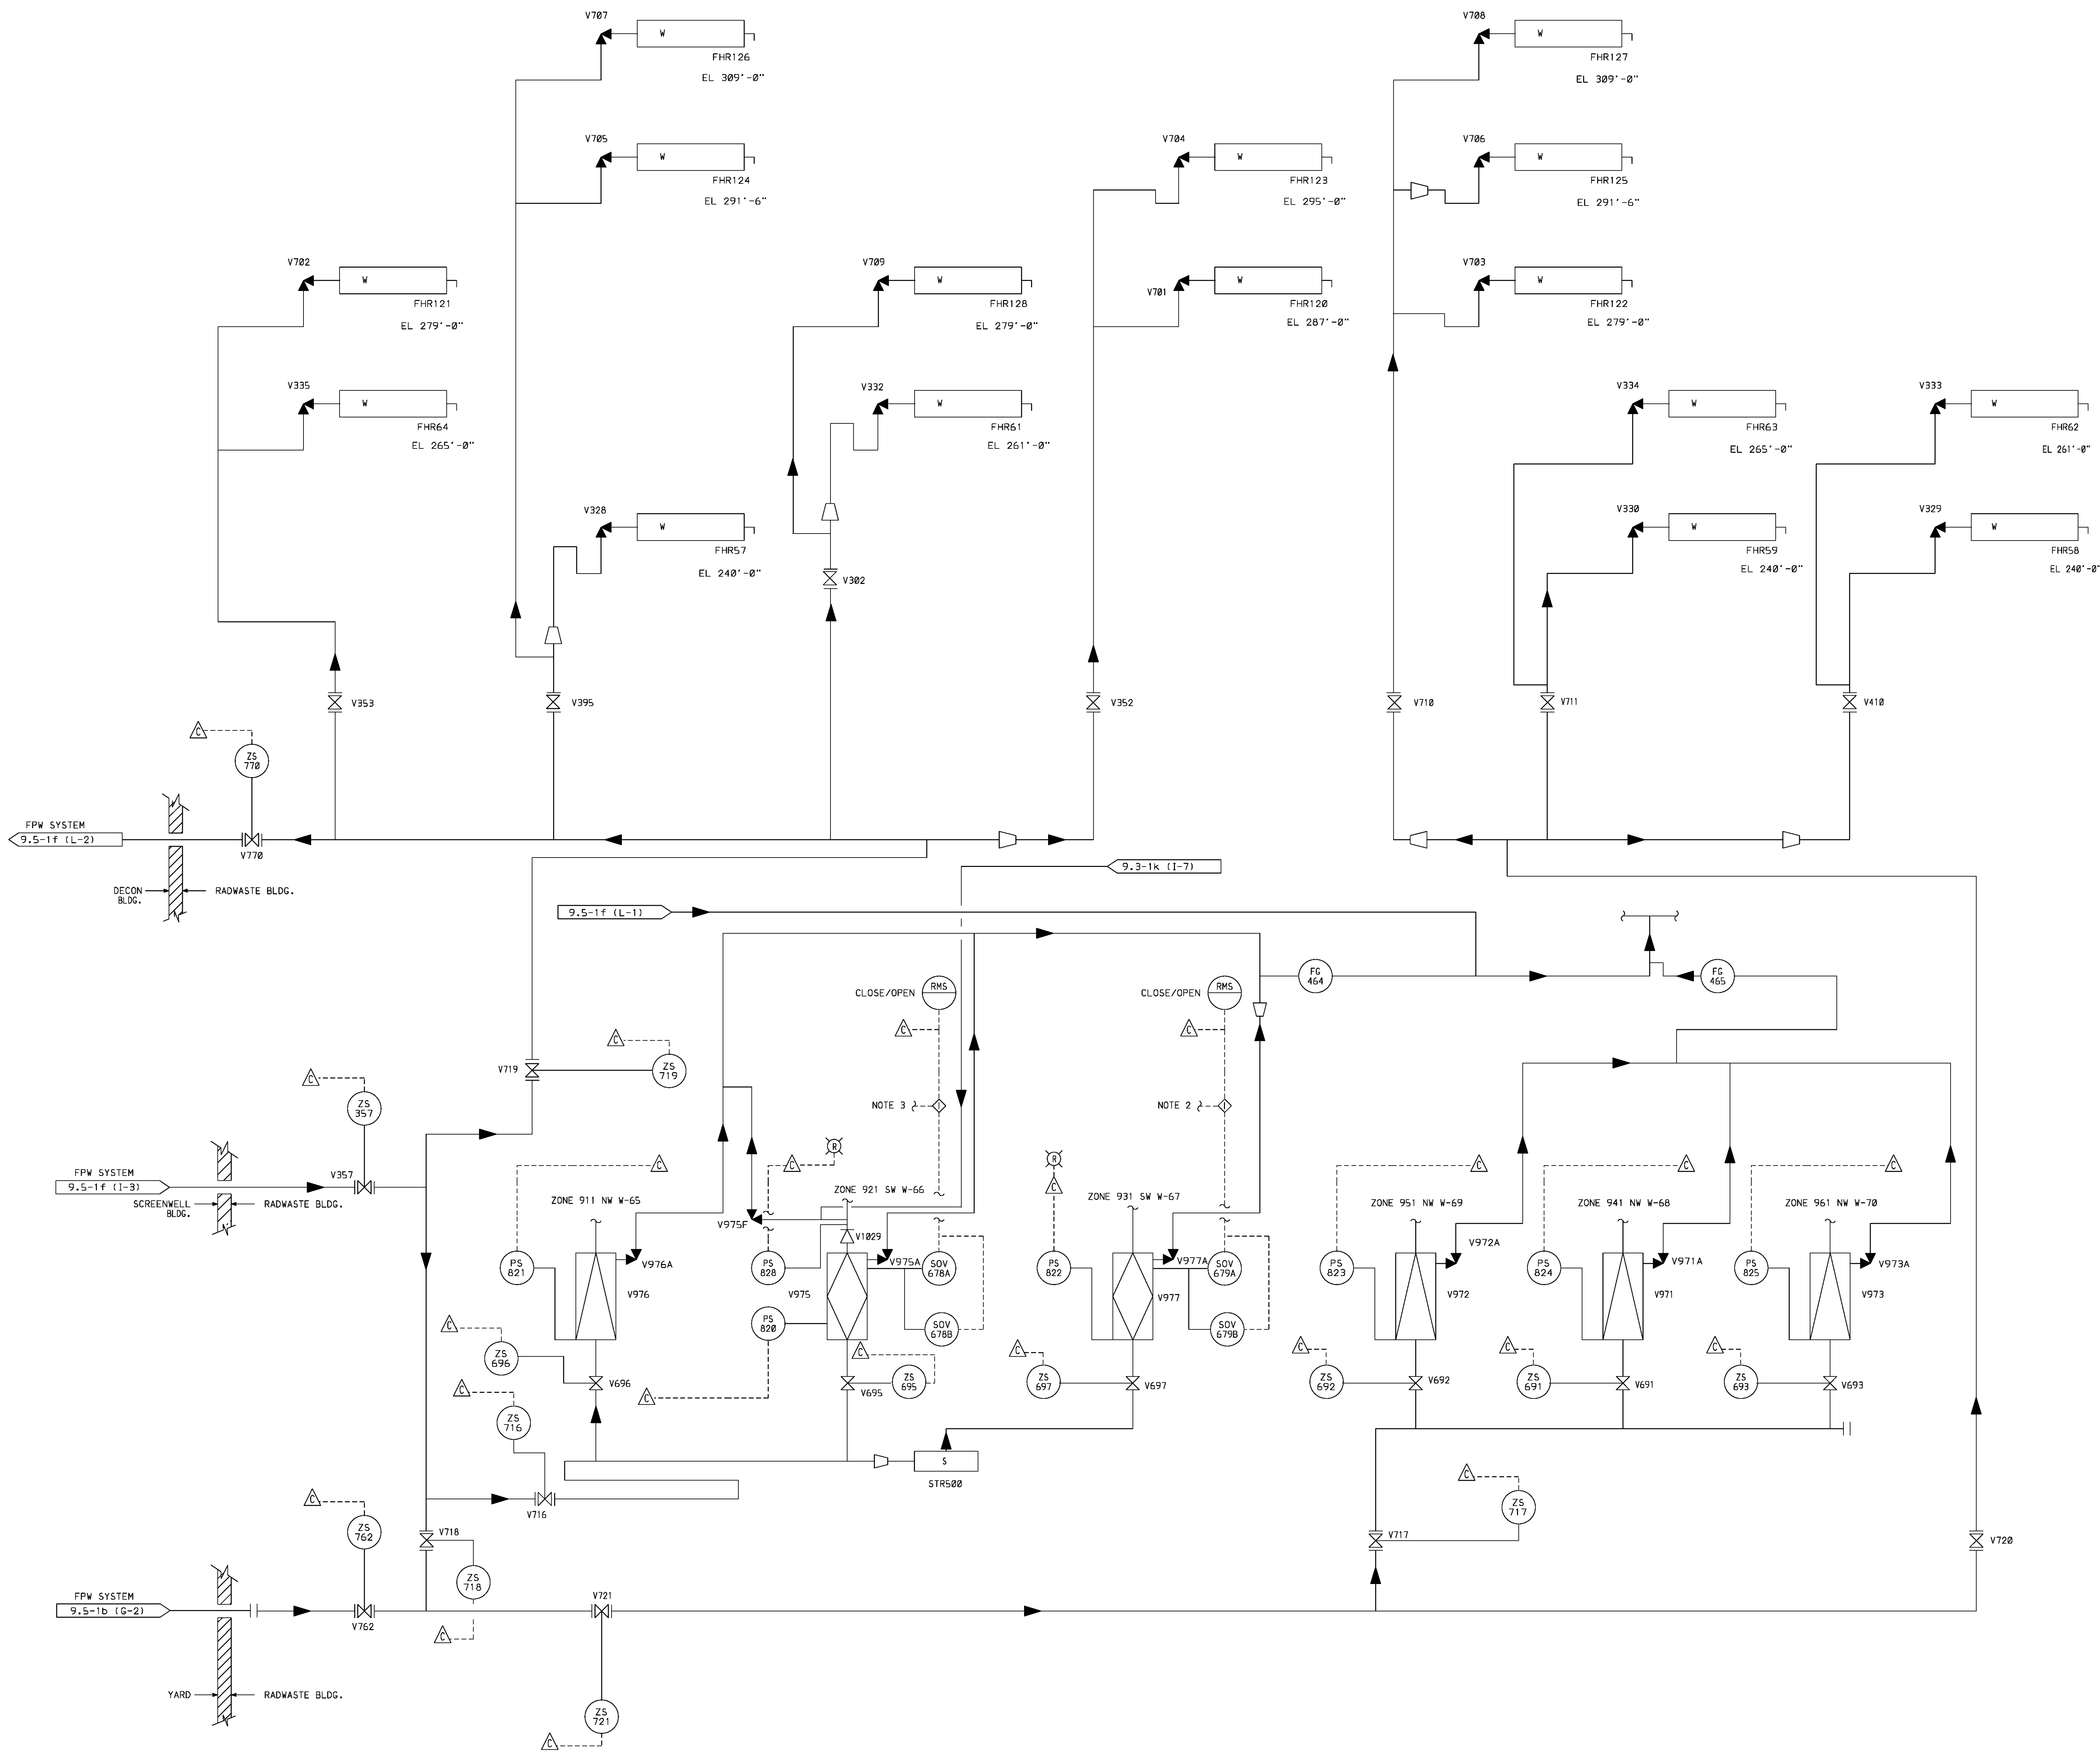 V707
W
FHR126
EL 309'-0"
V708
W
FHR127
EL 309'-0"
V705
W
FHR124
EL 291'-6"
V704
W
FHR123
EL 295'-0"
V706
W
FHR125
EL 291'-6"
V702
W
FHR121
EL 279'-0"
V709
W
FHR128
EL 279'-0"
V701
W
FHR120
EL 287'-0"
V703
W
FHR122
EL 279'-0"
V335
W
FHR64
EL 265'-0"
V332
W
FHR61
EL 261'-0"
V334
W
FHR63
EL 265'-0"
V333
W
FHR62
EL 261'-0"
V328
W
FHR57
EL 240'-0"
V302
V330
W
FHR59
EL 240'-0"
V329
W
FHR58
EL 240'-0"
V353
V395
V352
V710
V711
V410
C
ZS
770
FPW SYSTEM
9.5-1f (L-2)
V770
DECON
BLDG.
RADWASTE BLDG.
9.3-1k (I-7)
9.5-1f (L-1)
FG
464
FG
465
CLOSE/OPEN
RMS
C
CLOSE/OPEN
RMS
C
V719
C
ZS
719
C
ZS
357
NOTE 3
I
NOTE 2
I
FPW SYSTEM
9.5-1f (I-3)
V357
SCREENWELL
BLDG.
RADWASTE BLDG.
C
R
C
R
C
C
C
C
ZONE 911 NW W-65
ZONE 921 SW W-66
ZONE 931 SW W-67
ZONE 951 NW W-69
ZONE 941 NW W-68
ZONE 961 NW W-70
V975F
V1029
PS
821
V976A
V976
PS
828
V975
V975A
SOV
678A
PS
822
V977A
V977
SOV
679A
PS
823
V972A
V972
PS
824
V971A
V971
PS
825
V973A
V973
PS
820
SOV
678B
SOV
679B
C
ZS
696
V696
C
V695
ZS
695
C
C
ZS
697
V697
C
ZS
692
V692
C
ZS
691
V691
C
ZS
693
V693
C
ZS
716
V716
S
STR500
C
ZS
717
V717
V720
C
ZS
762
V718
ZS
718
C
FPW SYSTEM
9.5-1b (G-2)
V762
V721
YARD
RADWASTE BLDG.
ZS
721
C